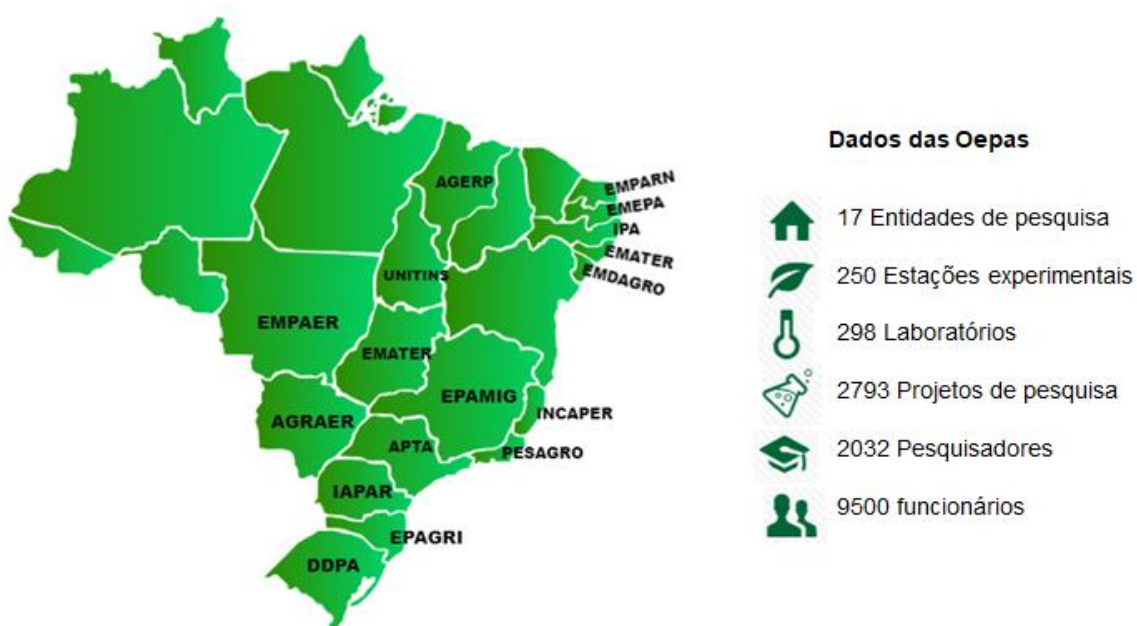 AGERP
EMPARN
EMEPA
IPA
EMATER
EMDAGRO
UNITINS
EMPAER
EMATER
EPAMIG
INCAPER
AGRAER
APTA
PESAGRO
IAPAR
EPAGRI
DDPA
Dados das Oepas
17 Entidades de pesquisa
250 Estações experimentais
298 Laboratórios
2793 Projetos de pesquisa
2032 Pesquisadores
9500 funcionários